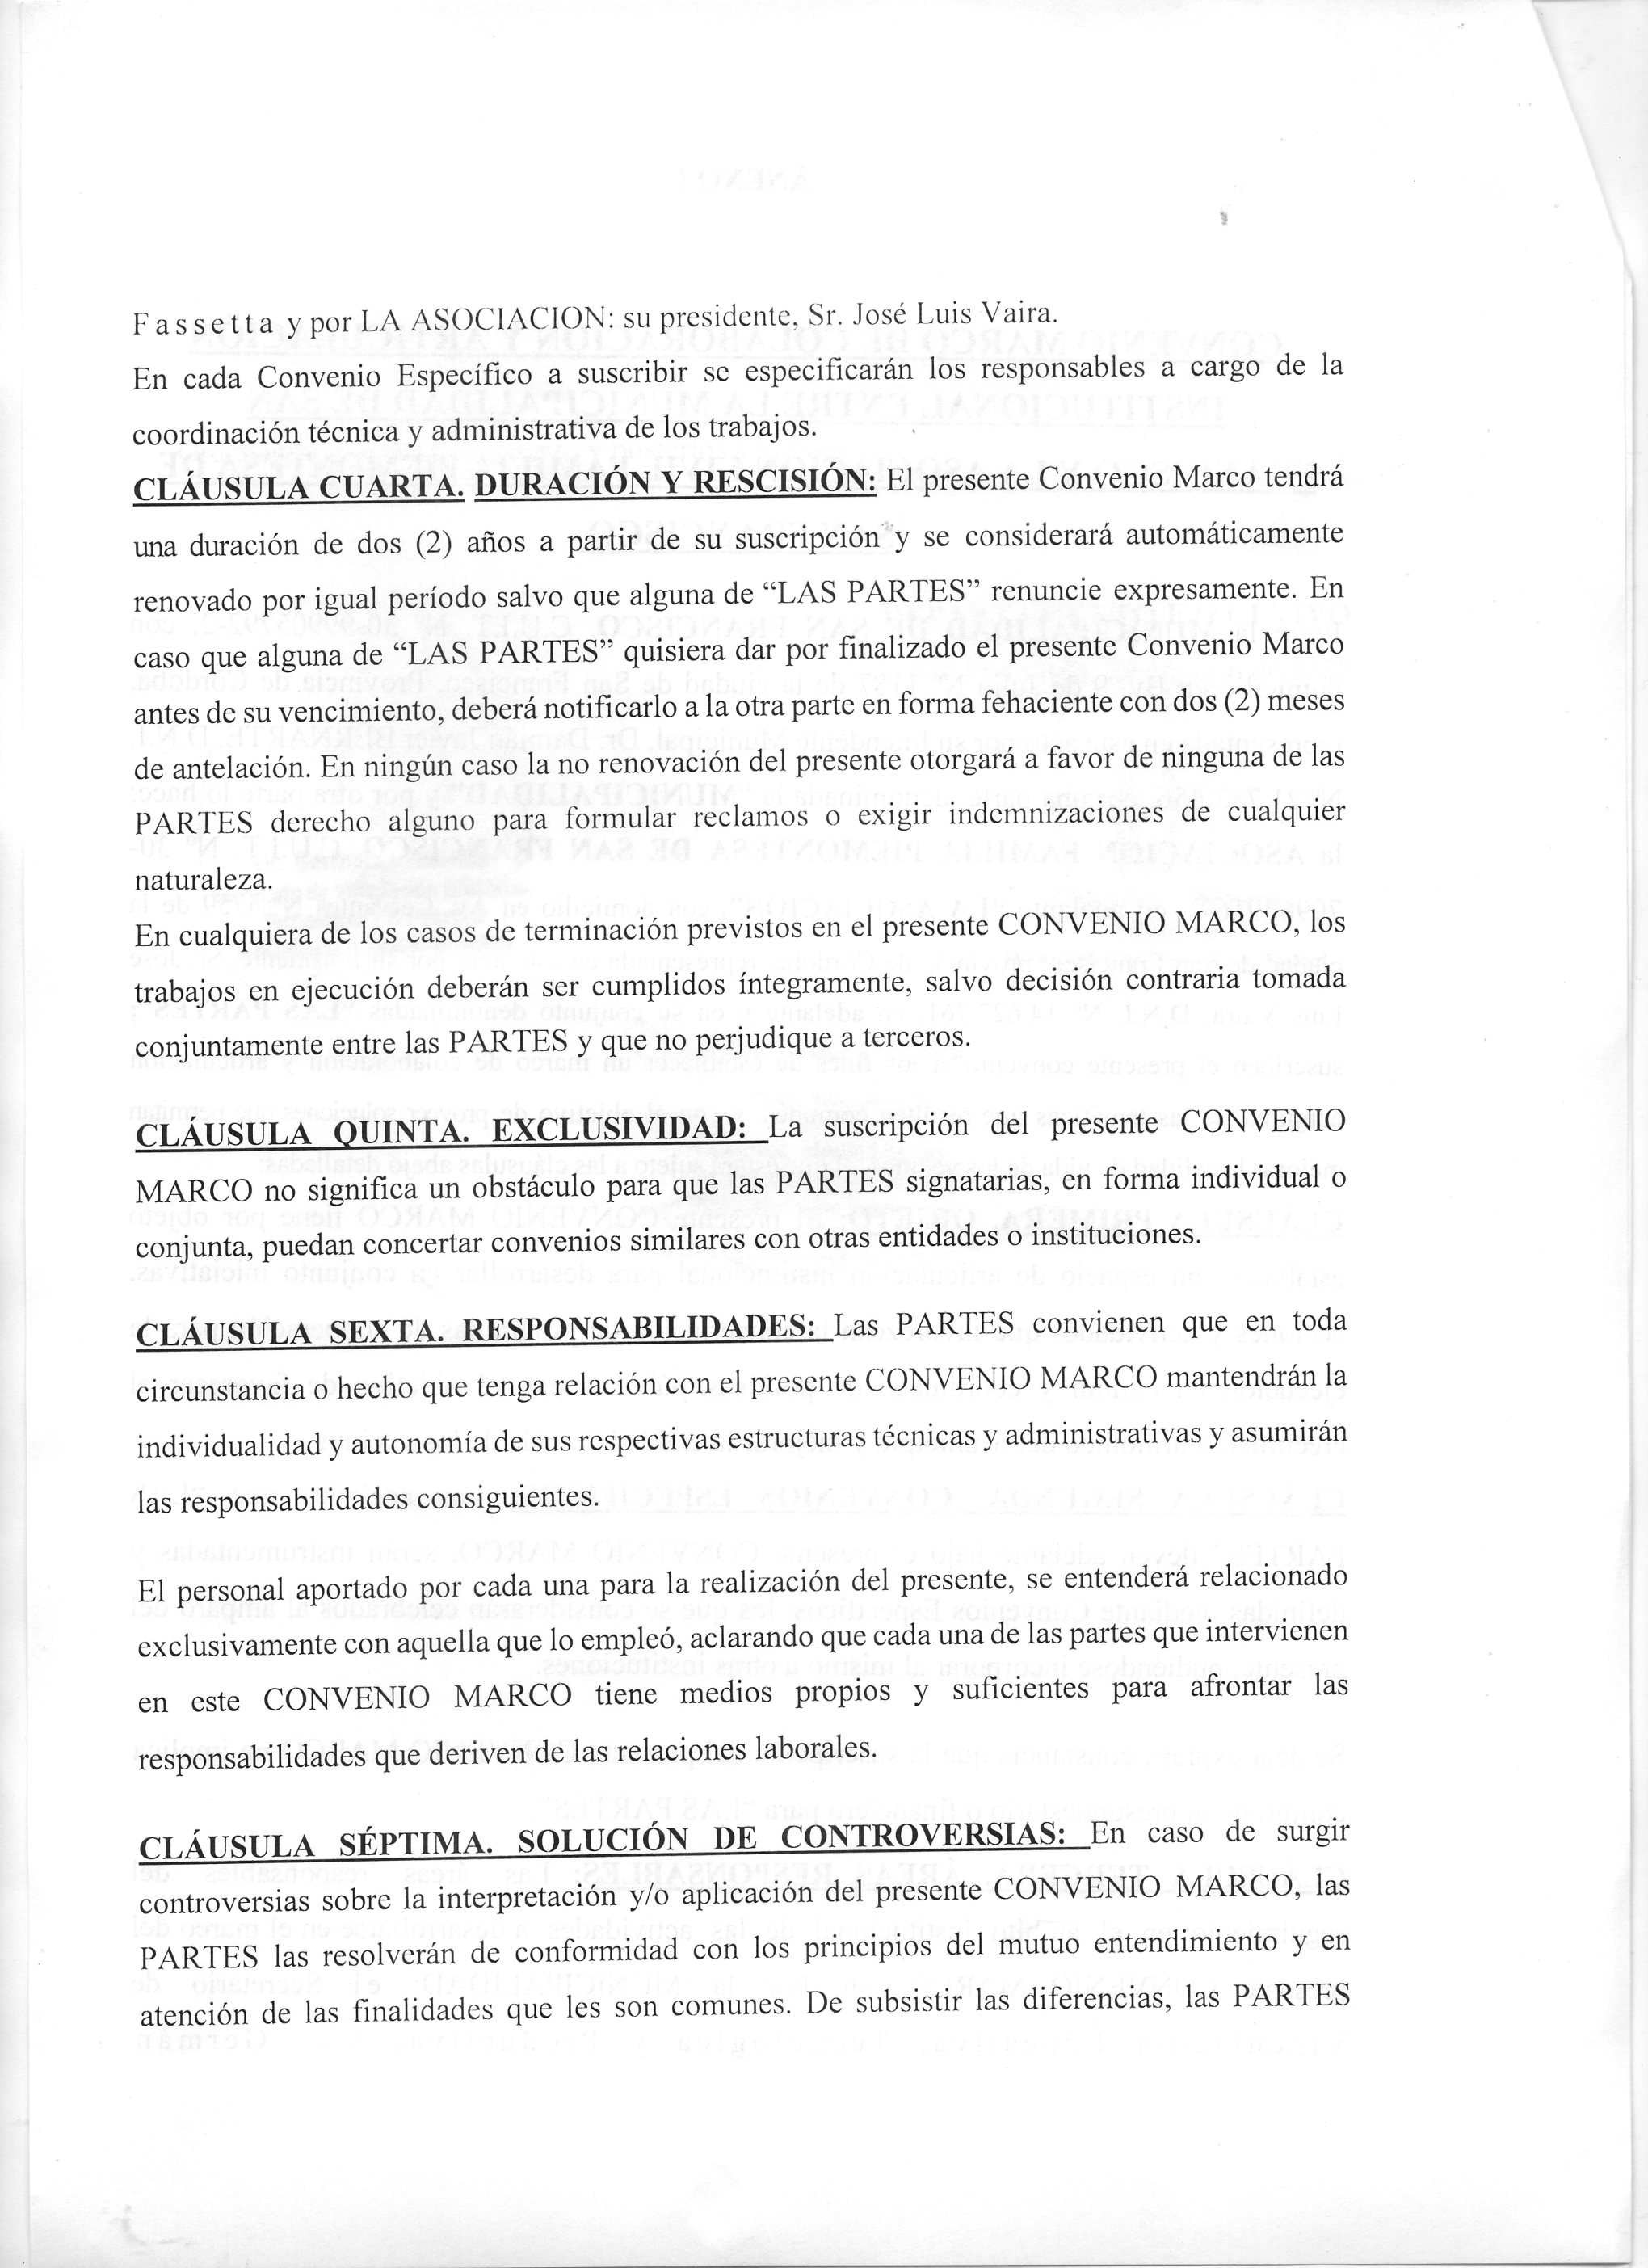 Fassetta y por LA ASOCIACION: su presidente, Sr. José Luis Vaira.
En cada Convenio Específico a suscribir se especificarán los responsables a cargo de la
coordinación técnica y administrativa de los trabajos.
CLÁUSULA CUARTA. DURACIÓN Y RESCISIÓN: El presente Convenio Marco tendrá
una duración de dos (2) años a partir de su suscripción y se considerará automáticamente
renovado por igual período salvo que alguna de “LAS PARTES” renuncie expresamente. En
caso que alguna de “LAS PARTES” quisiera dar por finalizado el presente Convenio Marco
antes de su vencimiento, deberá notificarlo a la otra parte en forma fehaciente con dos (2) meses
de antelación. En ningún caso la no renovación del presente otorgará a favor de ninguna de las
PARTES derecho alguno para formular reclamos o exigir indemnizaciones de cualquier
naturaleza.
En cualquiera de los casos de terminación previstos en el presente CONVENIO MARCO, los
trabajos en ejecución deberán ser cumplidos íntegramente, salvo decisión contraria tomada
conjuntamente entre las PARTES y que no perjudique a terceros.
CLÁUSULA QUINTA. EXCLUSIVIDAD: La suscripción del presente CONVENIO
MARCO no significa un obstáculo para que las PARTES signatarias, en forma individual o
conjunta, puedan concertar convenios similares con otras entidades o instituciones.
CLÁUSULA SEXTA. RESPONSABILIDADES: Las PARTES convienen que en toda
circunstancia o hecho que tenga relación con el presente CONVENIO MARCO mantendrán la
individualidad y autonomía de sus respectivas estructuras técnicas y administrativas y asumirán
las responsabilidades consiguientes.
El personal aportado por cada una para la realización del presente, se entenderá relacionado
exclusivamente con aquella que lo empleó, aclarando que cada una de las partes que intervienen
en este CONVENIO MARCO tiene medios propios y suficientes para afrontar las
responsabilidades que deriven de las relaciones laborales.
CLÁUSULA SÉPTIMA. SOLUCIÓN DE CONTROVERSIAS: En caso de surgir
controversias sobre la interpretación y/o aplicación del presente CONVENIO MARCO, las
PARTES las resolverán de conformidad con los principios del mutuo entendimiento y en
atención de las finalidades que les son comunes. De subsistir las diferencias, las PARTES